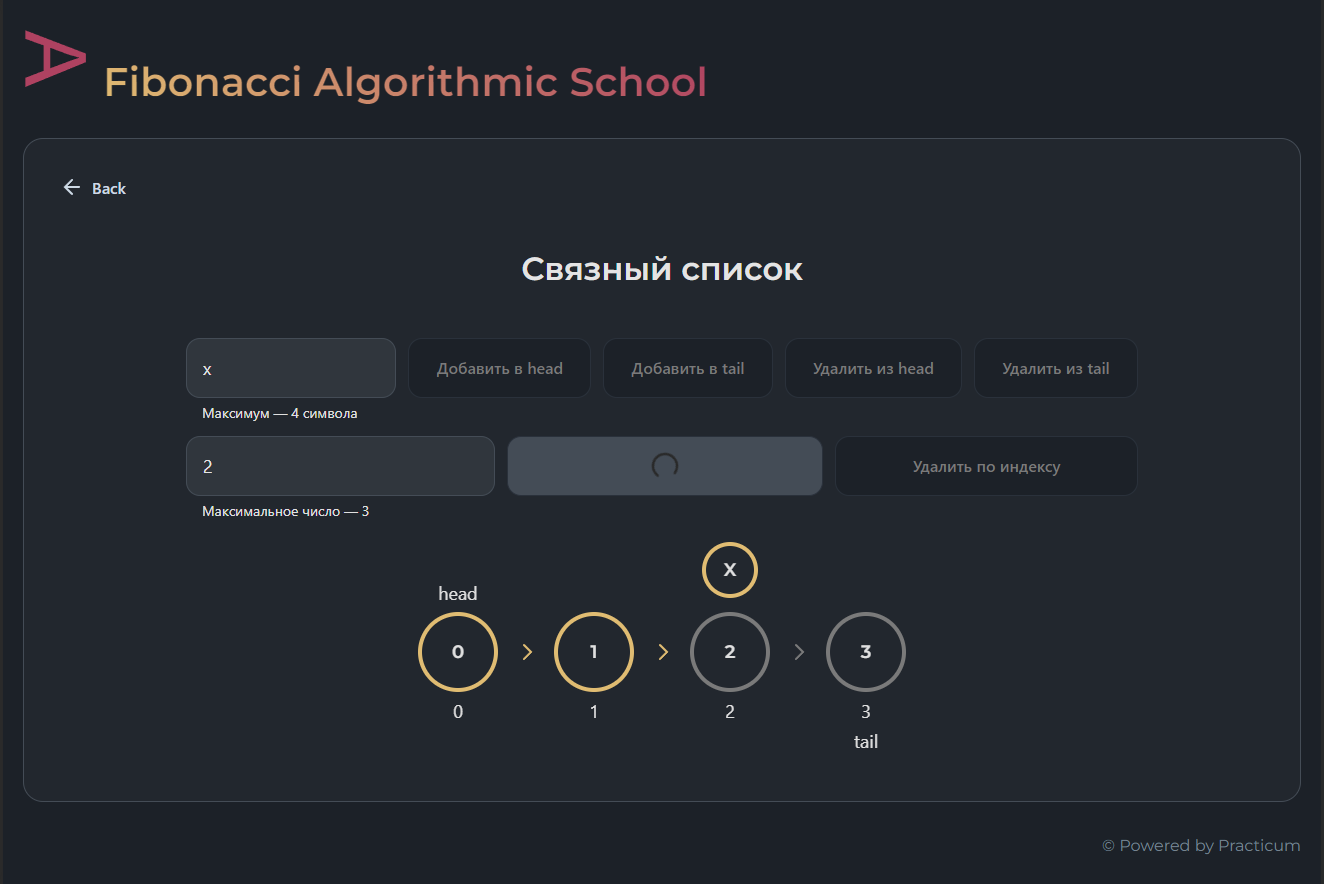 Fibonacci Algorithmic School
Back
Связный список
x
Добавить в head
Добавить в tail
Удалить из head
Удалить из tail
Максимум — 4 символа
2
Удалить по индексу
Максимальное число — 3
X
head
0
1
2
3
0
1
2
3
tail
© Powered by Practicum